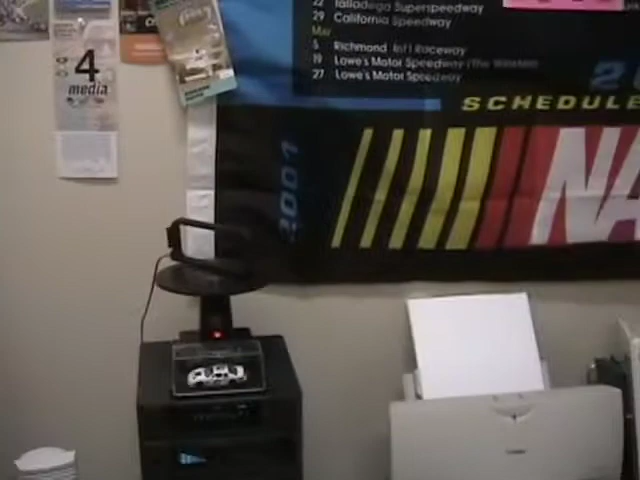 22 Talladega Superspeedway
29 California Speedway
May
5 Richmond Int'l Raceway
19 Lowe's Motor Speedway (The Winston)
27 Lowe's Motor Speedway
SCHEDULE
2001
NA
4
media